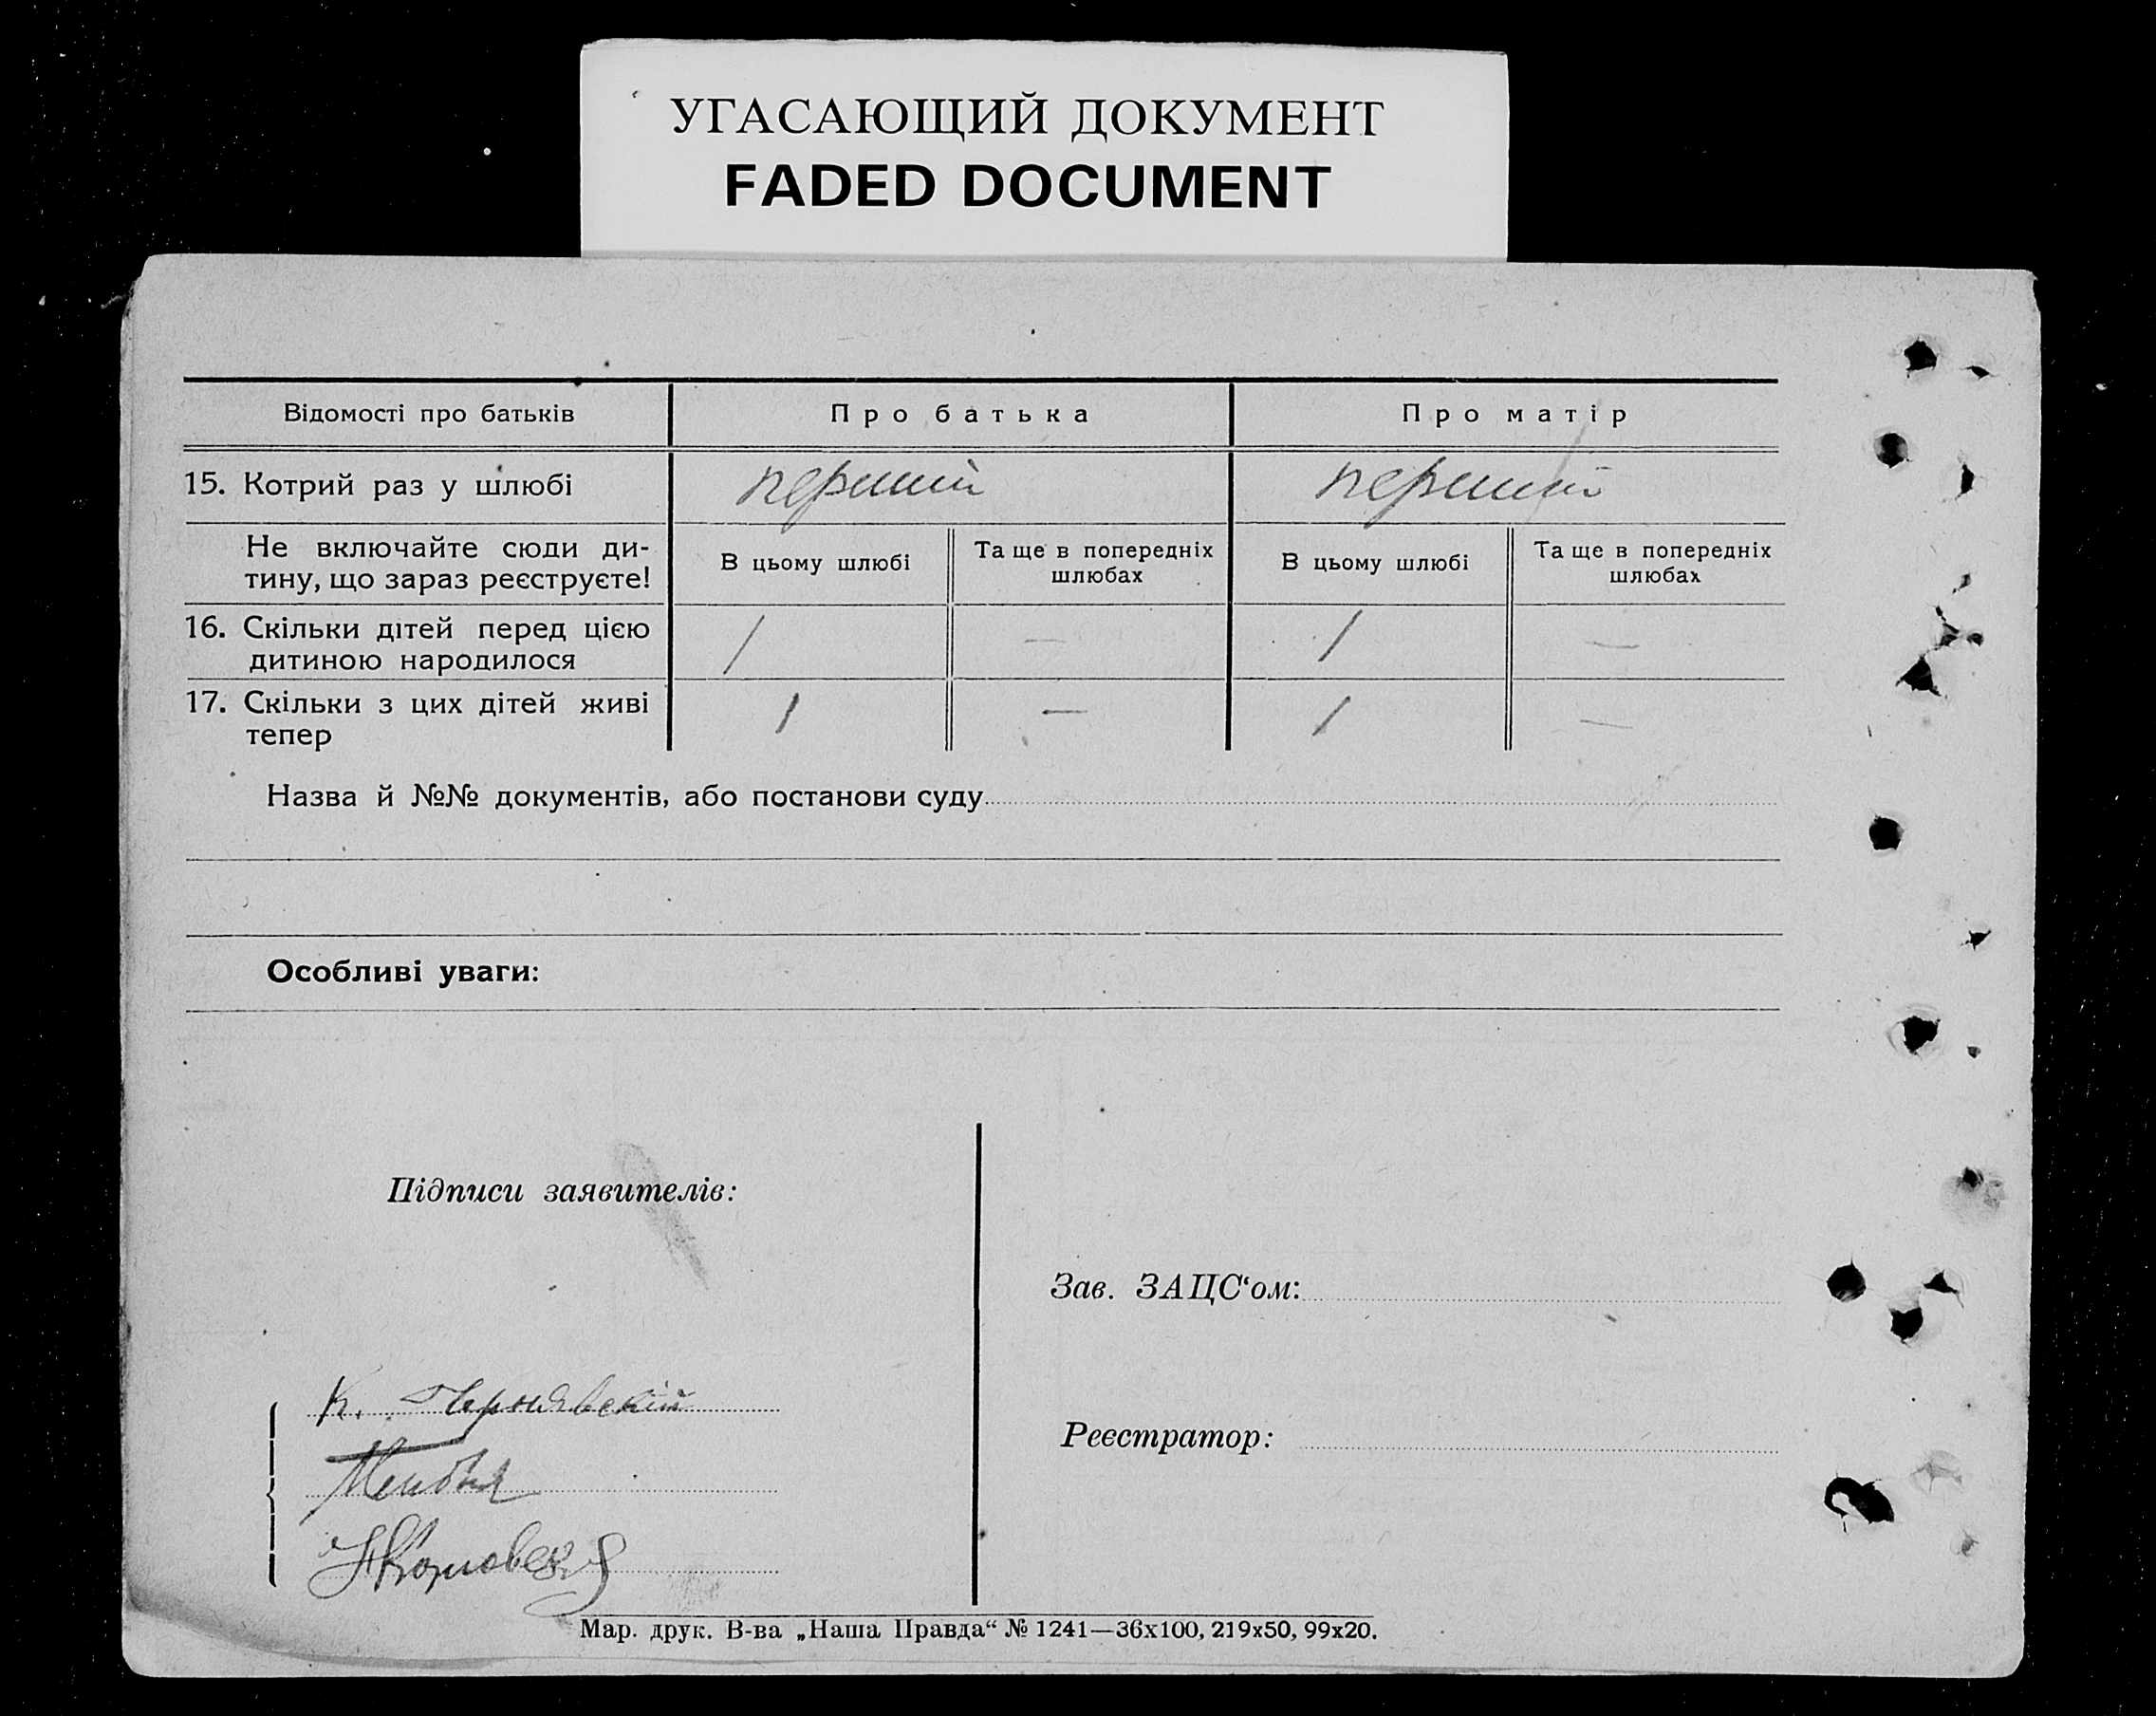 УГАСАЮЩИЙ ДОКУМЕНТ
FADED DOCUMENT
Відомості про батьків
Про батька
Про матір
15. Котрий раз у шлюбі
перший
перший
Не включайте сюди ди-
тину, що зараз реєструєте!
В цьому шлюбі
Та ще в попередніх
шлюбах
В цьому шлюбі
Та ще в попередніх
шлюбах
16. Скільки дітей перед цією
дитиною народилося
1
—
1
—
17. Скільки з цих дітей живі
тепер
1
—
1
—
Назва й №№ документів, або постанови суду
Особливі уваги:
Підписи заявителів:
Зав. ЗАЦС‘ом:
Реєстратор:
К.
Мар. друк. В-ва „Наша Правда“ № 1241—36х100, 219х50, 99х20.